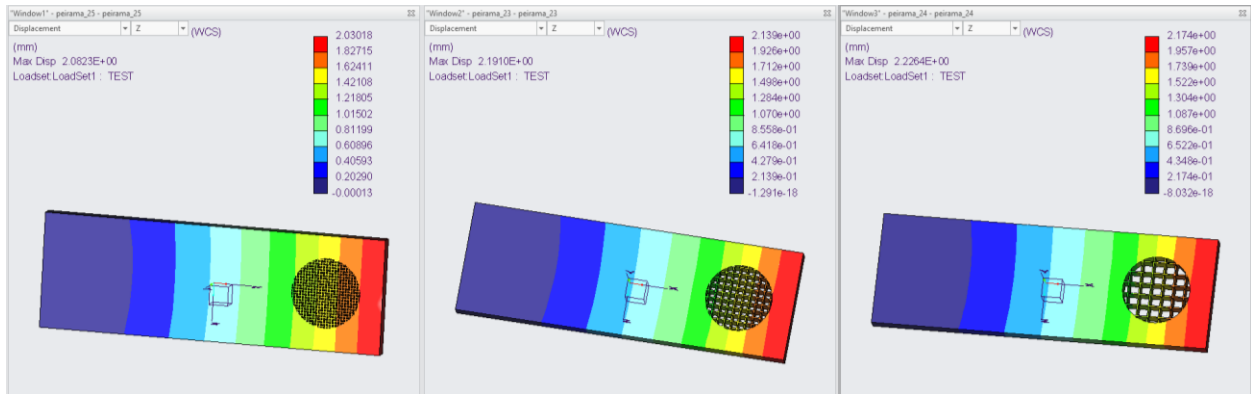 "Window1" - peirama_25 - peirama_25
Displacement Z (WCS)
(mm)
Max Disp 2.0823E+00
Loadset:LoadSet1 : TEST
2.03018
1.82715
1.62411
1.42108
1.21805
1.01502
0.81199
0.60896
0.40593
0.20290
-0.00013
"Window2" - peirama_23 - peirama_23
Displacement Z (WCS)
(mm)
Max Disp 2.1910E+00
Loadset:LoadSet1 : TEST
2.139e+00
1.926e+00
1.712e+00
1.498e+00
1.284e+00
1.070e+00
8.558e-01
6.418e-01
4.279e-01
2.139e-01
-1.291e-18
"Window3" - peirama_24 - peirama_24
Displacement Z (WCS)
(mm)
Max Disp 2.2264E+00
Loadset:LoadSet1 : TEST
2.174e+00
1.957e+00
1.739e+00
1.522e+00
1.304e+00
1.087e+00
8.696e-01
6.522e-01
4.348e-01
2.174e-01
-8.032e-18